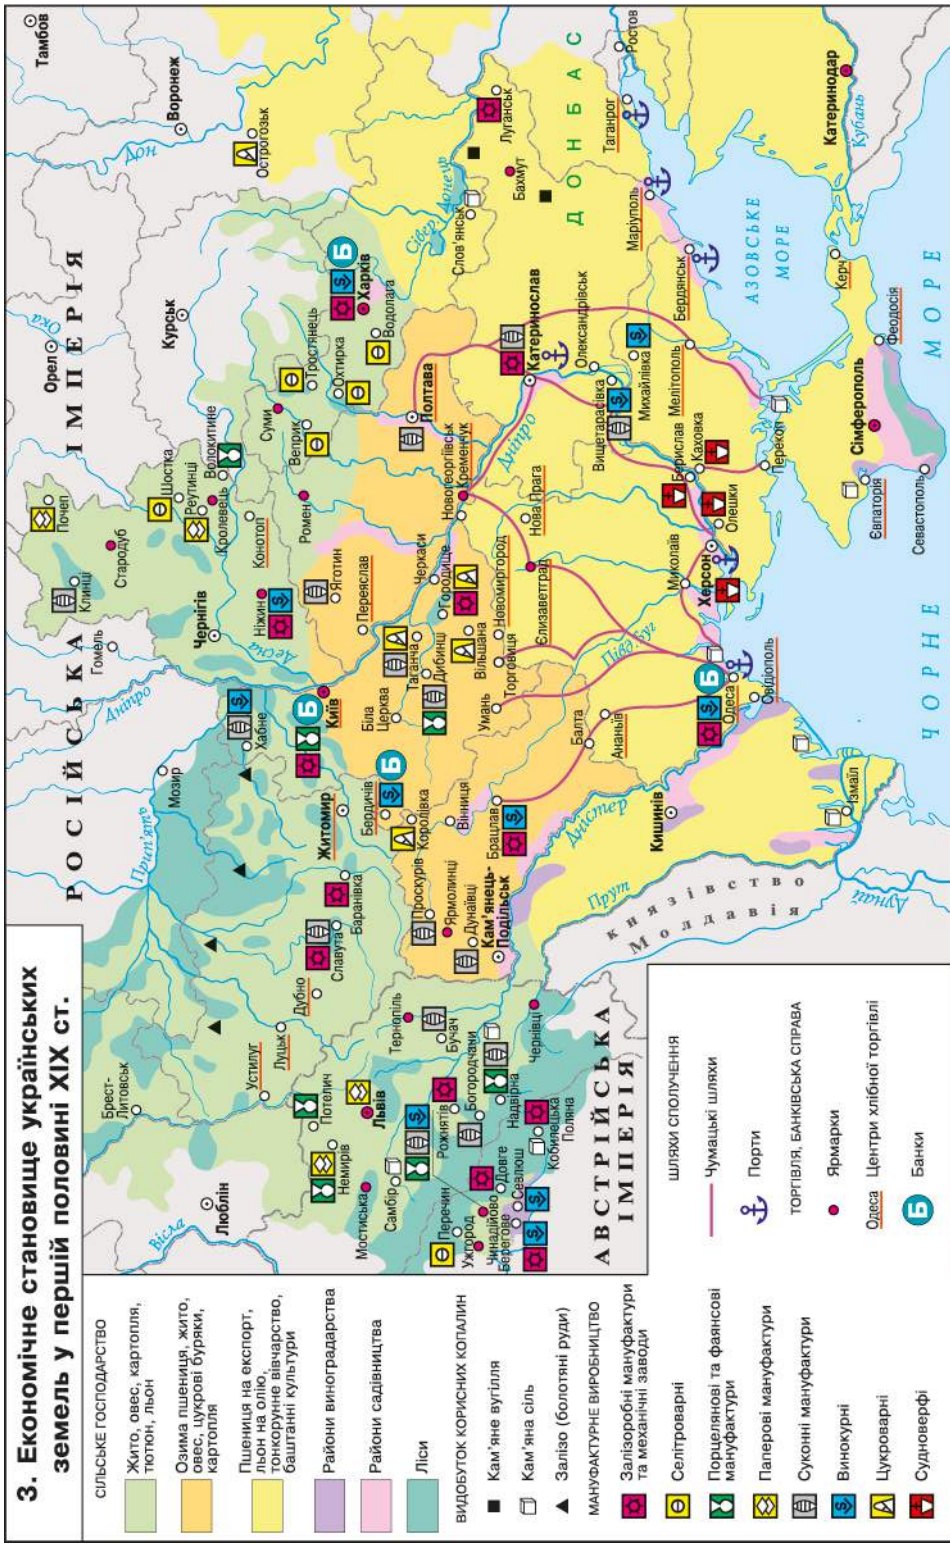 3. Економічне становище українських
земель у першій половині XIX ст.
СІЛЬСЬКЕ ГОСПОДАРСТВО
Жито, овес, картопля,
тютюн, льон
Озима пшениця, жито,
овес, цукрові буряки,
картопля
Пшениця на експорт,
льон на олію,
тонкорунне вівчарство,
баштанні культури
Райони виноградарства
Райони садівництва
Ліси
ВИДОБУТОК КОРИСНИХ КОПАЛИН
Кам'яне вугілля
Кам'яна сіль
Залізо (болотяні руди)
МАНУФАКТУРНЕ ВИРОБНИЦТВО
Залізоробні мануфактури
та механічні заводи
Селітроварні
Порцелянові та фаянсові
мануфактури
Паперові мануфактури
Суконні мануфактури
Винокурні
Цукроварні
Судноверфі
ШЛЯХИ СПОЛУЧЕННЯ
Чумацькі шляхи
Порти
ТОРГІВЛЯ, БАНКІВСЬКА СПРАВА
Ярмарки
Одеса
Центри хлібної торгівлі
Б
Банки
РОСІЙСЬКА ІМПЕРІЯ
АВСТРІЙСЬКА
ІМПЕРІЯ
КНЯЗІВСТВО
МОЛДАВІЯ
ДОНБАС
ЧОРНЕ МОРЕ
АЗОВСЬКЕ
МОРЕ
Тамбов
Воронеж
Дон
Острогозьк
Орел
Ока
Курськ
Почеп
Клинці
Стародуб
Гомель
Шостка
Реутинці
Кролевець
Волокитине
Конотоп
Чернігів
Десна
Ніжин
Суми
Ромен
Веприк
Тростянець
Охтирка
Водолага
Харків
Б
Полтава
Сівер. Донець
Слов'янськ
Луганськ
Бахмут
Ростов
Таганрог
Маріуполь
Бердянськ
Катеринодар
Кубань
Керч
Феодосія
Сімферополь
Євпаторія
Севастополь
Перекоп
Мелітополь
Михайлівка
Олександрівськ
Катеринослав
Вищетарасівка
Берислав
Каховка
Олешки
Херсон
Миколаїв
Дніпро
Новогеоргіївськ
Кременчук
Нова Прага
Єлизаветград
Новомиргород
Черкаси
Городище
Вільшана
Торговиця
Півд. Буг
Яготин
Переяслав
Таганча
Дибинці
Біла
Церква
Умань
Київ
Б
Хабне
Дніпро
Мозир
Прип'ять
Житомир
Бердичів
Б
Королівка
Вінниця
Брацлав
Балта
Ананьїв
Одеса
Б
Овідіополь
Дністер
Кишинів
Ізмаїл
Дунай
Прут
Баранівка
Славута
Проскурів
Ярмолинці
Дунаївці
Кам'янець-
Подільськ
Дубно
Луцьк
Устилуг
Брест-
Литовськ
Люблін
Вісла
Потелич
Немирів
Львів
Мостиська
Самбір
Тернопіль
Бучач
Рожнятів
Богородчани
Надвірна
Чернівці
Кобилецька
Поляна
Довге
Севлюш
Чинадійово
Берегове
Перечин
Ужгород